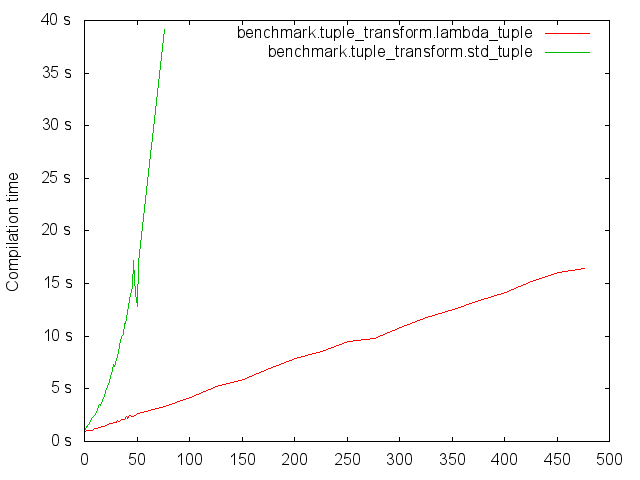 40 s
35 s
30 s
25 s
20 s
15 s
10 s
5 s
0 s
Compilation time
benchmark.tuple_transform.lambda_tuple
benchmark.tuple_transform.std_tuple
0 50 100 150 200 250 300 350 400 450 500